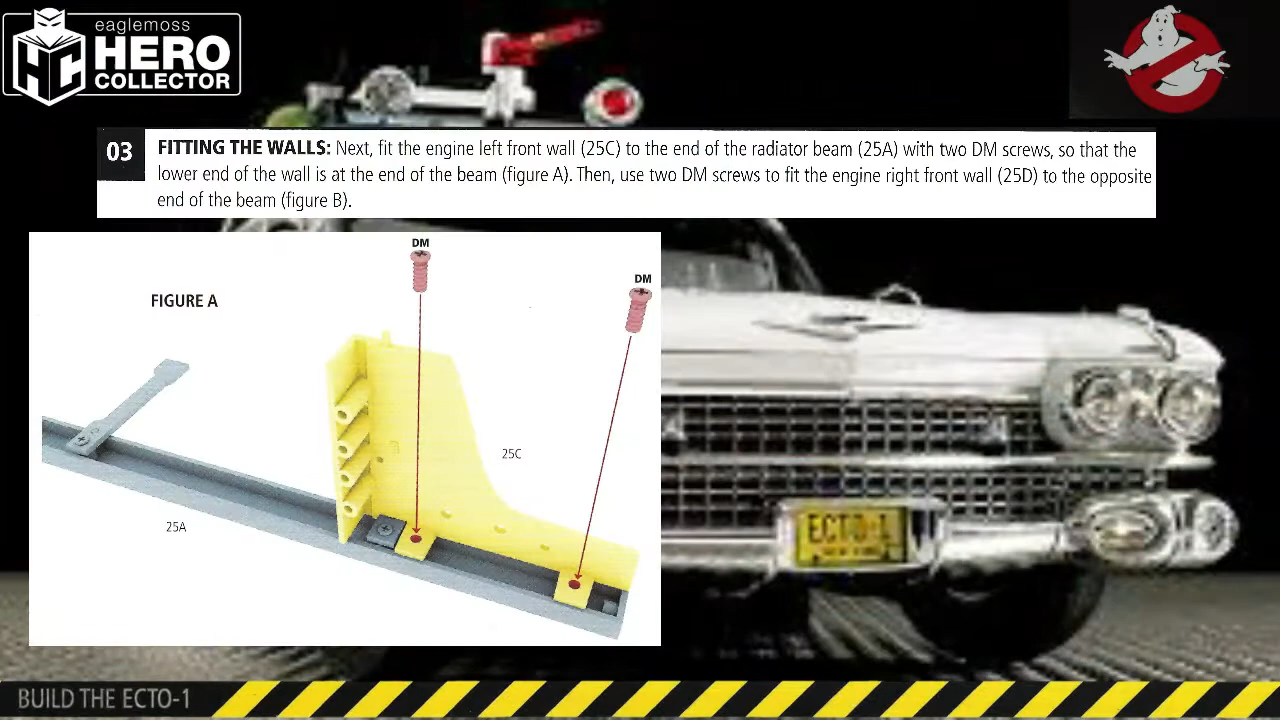 eaglemoss
HERO
COLLECTOR
HC
03 FITTING THE WALLS: Next, fit the engine left front wall (25C) to the end of the radiator beam (25A) with two DM screws, so that the
lower end of the wall is at the end of the beam (figure A). Then, use two DM screws to fit the engine right front wall (25D) to the opposite
end of the beam (figure B).
DM
DM
FIGURE A
25C
25A
ECTO-1
BUILD THE ECTO-1